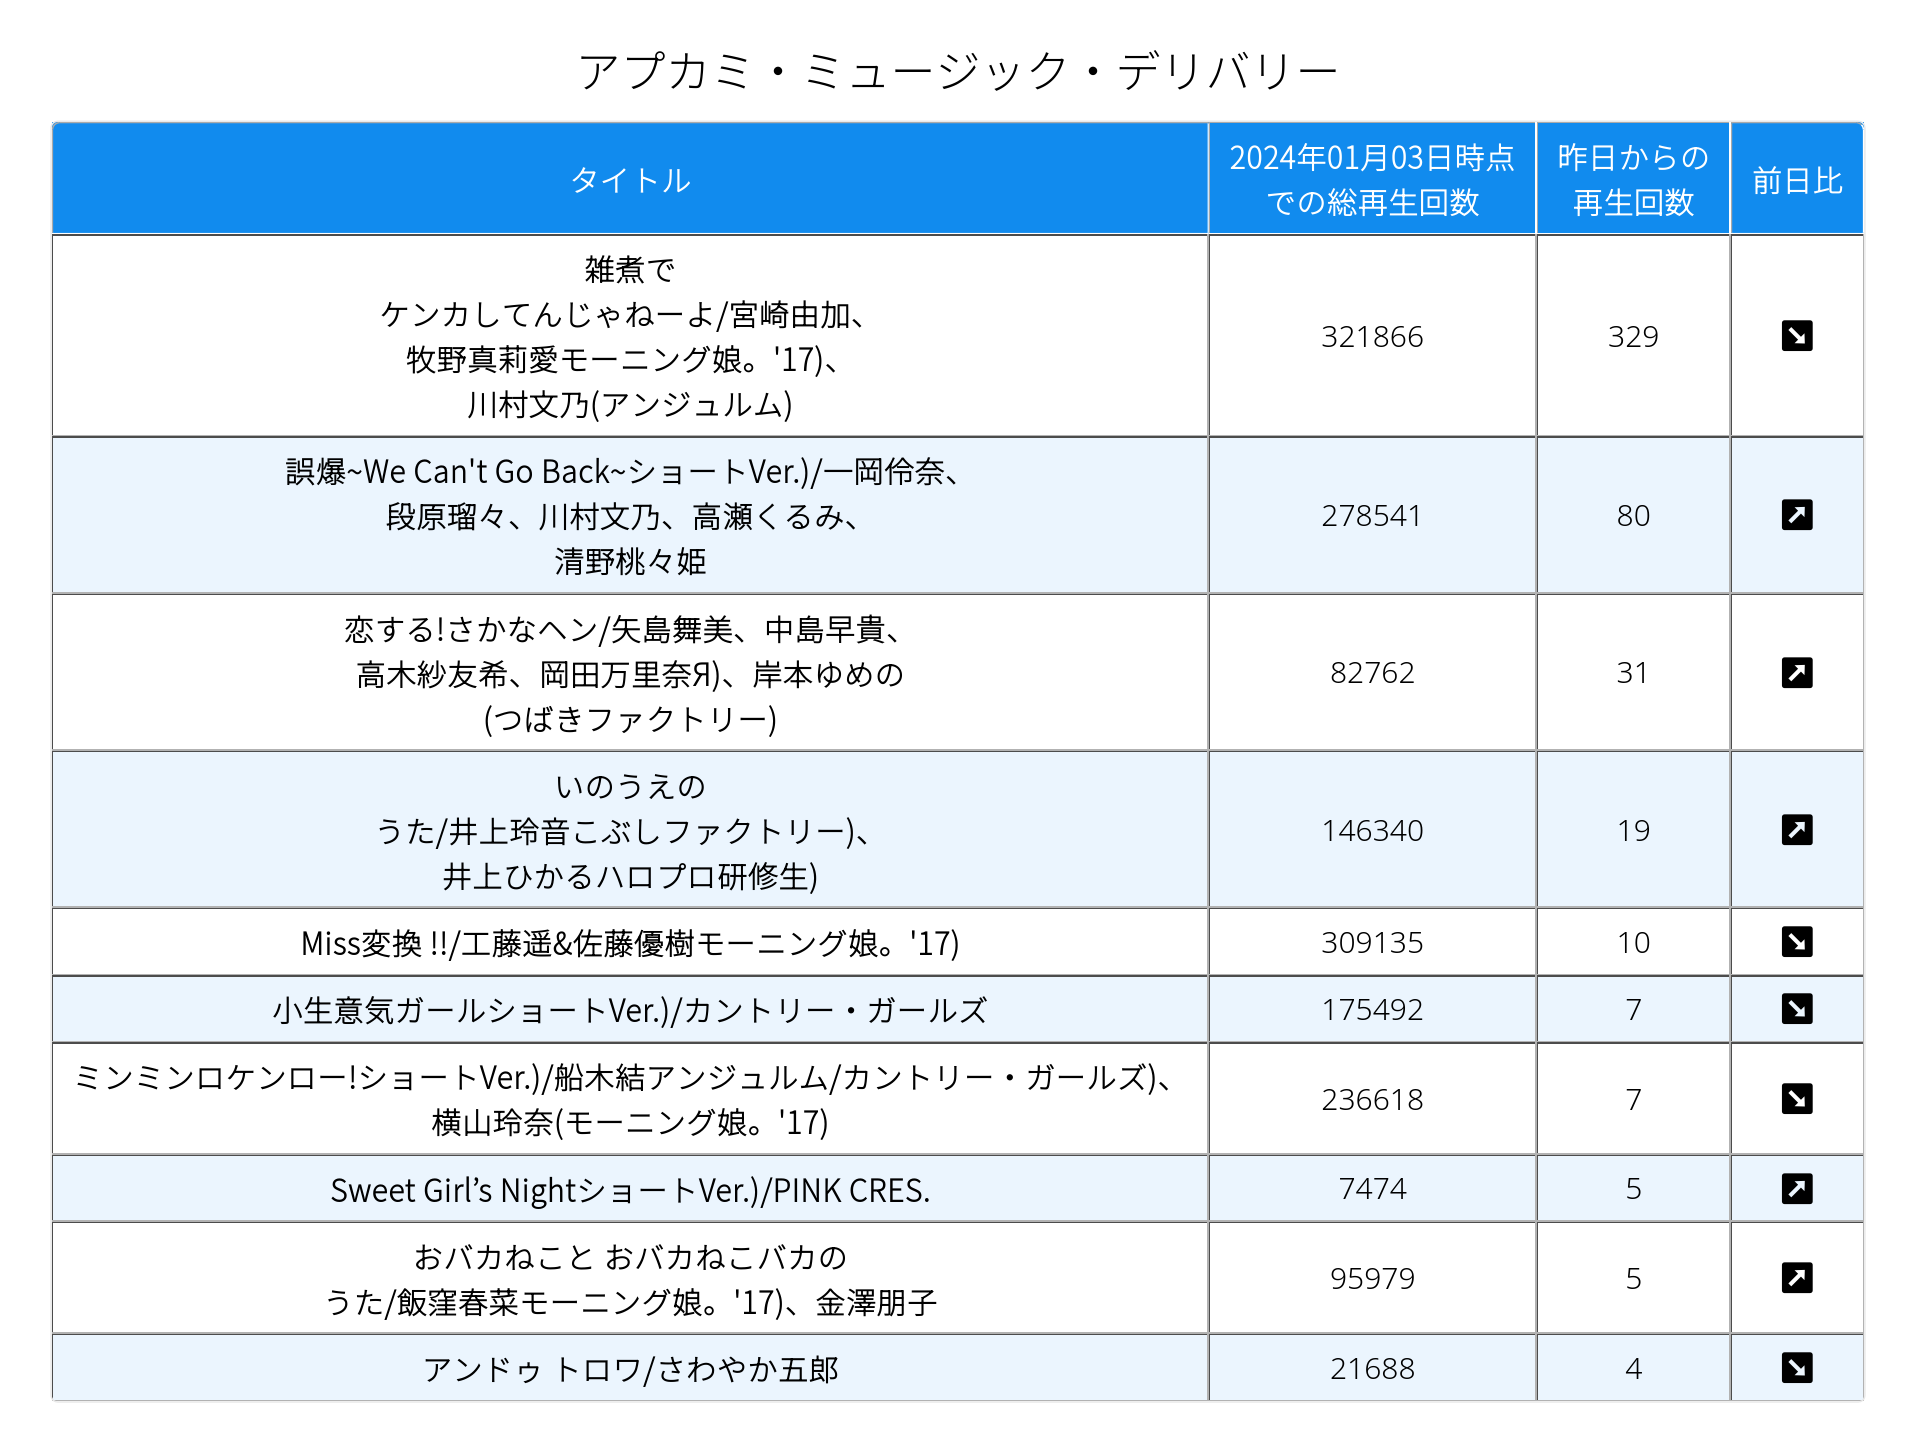 アプカミ・ミュージック・デリバリー
タイトル
2024年01月03日時点
での総再生回数
昨日からの
再生回数
前日比
雑煮で
ケンカしてんじゃねーよ/宮崎由加、
牧野真莉愛モーニング娘。'17)、
川村文乃(アンジュルム)
321866
329
誤爆~We Can't Go Back~ショートVer.)/一岡伶奈、
段原瑠々、川村文乃、高瀬くるみ、
清野桃々姫
278541
80
恋する!さかなヘン/矢島舞美、中島早貴、
高木紗友希、岡田万里奈Я)、岸本ゆめの
(つばきファクトリー)
82762
31
いのうえの
うた/井上玲音こぶしファクトリー)、
井上ひかるハロプロ研修生)
146340
19
Miss変換 !!/工藤遥&佐藤優樹モーニング娘。'17)
309135
10
小生意気ガールショートVer.)/カントリー・ガールズ
175492
7
ミンミンロケンロー!ショートVer.)/船木結アンジュルム/カントリー・ガールズ)、
横山玲奈(モーニング娘。'17)
236618
7
Sweet Girl’s NightショートVer.)/PINK CRES.
7474
5
おバカねこと おバカねこバカの
うた/飯窪春菜モーニング娘。'17)、金澤朋子
95979
5
アンドゥ トロワ/さわやか五郎
21688
4